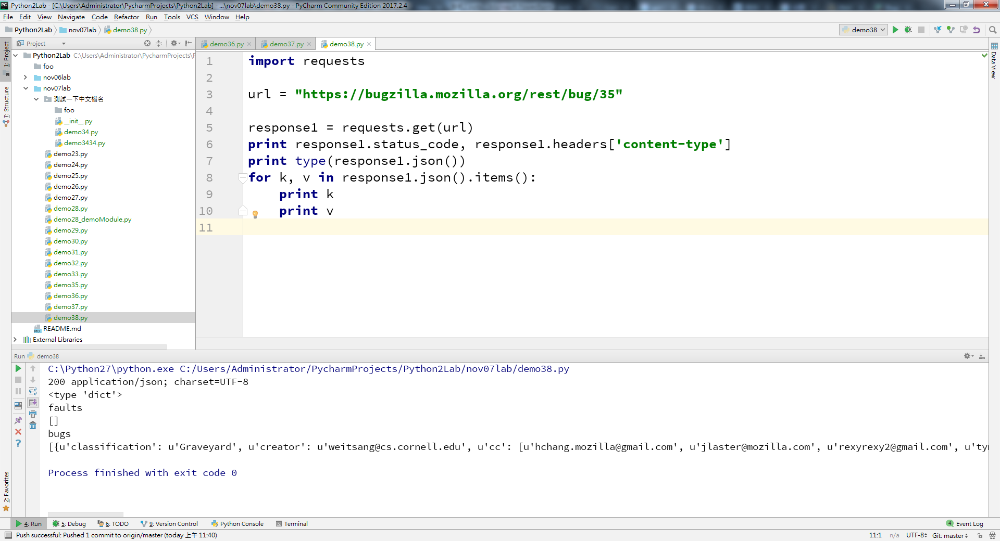 Python2Lab - [C:\Users\Administrator\PycharmProjects\Python2Lab] - ...\nov07lab\demo38.py - PyCharm Community Edition 2017.2.4
File Edit View Navigate Code Refactor Run Tools VCS Window Help
Python2Lab nov07lab demo38.py
demo38
Project
demo36.py demo37.py demo38.py
1: Project
7: Structure
2: Favorites
Data View
Python2Lab C:\Users\Administrator\PycharmProjects\P
foo
nov06lab
nov07lab
測試一下中文檔名
foo
__init__.py
demo34.py
demo3434.py
demo23.py
demo24.py
demo25.py
demo26.py
demo27.py
demo28.py
demo28_demoModule.py
demo29.py
demo30.py
demo31.py
demo32.py
demo33.py
demo35.py
demo36.py
demo37.py
demo38.py
README.md
External Libraries
1 import requests
2
3 url = "https://bugzilla.mozilla.org/rest/bug/35"
4
5 response1 = requests.get(url)
6 print response1.status_code, response1.headers['content-type']
7 print type(response1.json())
8 for k, v in response1.json().items():
9     print k
10     print v
11
Run demo38
C:\Python27\python.exe C:/Users/Administrator/PycharmProjects/Python2Lab/nov07lab/demo38.py
200 application/json; charset=UTF-8
<type 'dict'>
faults
[]
bugs
[{u'classification': u'Graveyard', u'creator': u'weitsang@cs.cornell.edu', u'cc': [u'hchang.mozilla@gmail.com', u'jlaster@mozilla.com', u'rexyrexy2@gmail.com', u'ty
Process finished with exit code 0
4: Run 5: Debug 6: TODO 9: Version Control Python Console Terminal 4 Event Log
Push successful: Pushed 1 commit to origin/master (today 上午 11:40) 11:1 n/a UTF-8 Git: master